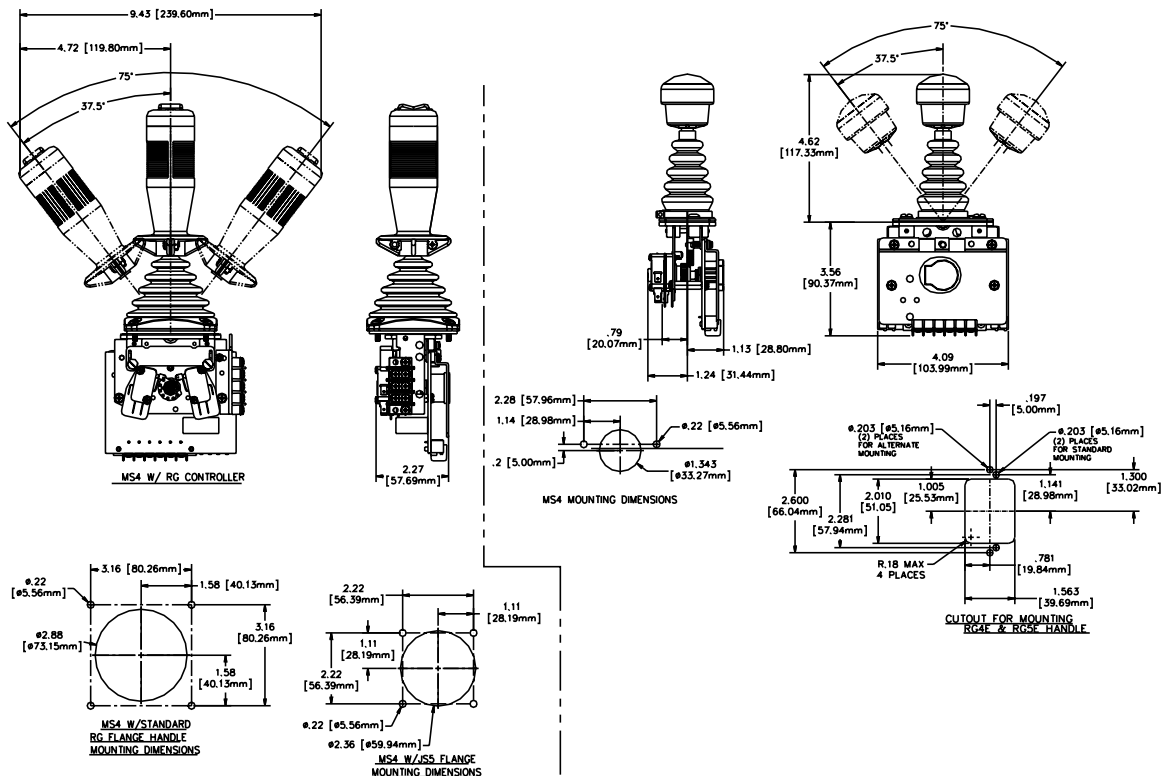 9.43 [239.60mm]
4.72 [119.80mm]
75°
37.5°
MS4 W/ RG CONTROLLER
2.27
[57.69mm]
75°
37.5°
4.62
[117.33mm]
3.56
[90.37mm]
.79
[20.07mm]
1.13 [28.80mm]
1.24 [31.44mm]
4.09
[103.99mm]
2.28 [57.96mm]
1.14 [28.98mm]
ø.22 [ø5.56mm]
.2 [5.00mm]
ø1.343
[ø33.27mm]
MS4 MOUNTING DIMENSIONS
.197
[5.00mm]
ø.203 [ø5.16mm]
(2) PLACES
FOR ALTERNATE
MOUNTING
ø.203 [ø5.16mm]
(2) PLACES
FOR STANDARD
MOUNTING
1.300
[33.02mm]
1.141
[28.98mm]
1.005
[25.53mm]
2.010
[51.05]
2.600
[66.04mm]
2.281
[57.94mm]
R.18 MAX
4 PLACES
.781
[19.84mm]
1.563
[39.69mm]
CUTOUT FOR MOUNTING
RG4E & RG5E HANDLE
ø.22
[ø5.56mm]
3.16 [80.26mm]
1.58 [40.13mm]
3.16
[80.26mm]
ø2.88
[ø73.15mm]
1.58
[40.13mm]
MS4 W/STANDARD
RG FLANGE HANDLE
MOUNTING DIMENSIONS
2.22
[56.39mm]
1.11
[28.19mm]
1.11
[28.19mm]
2.22
[56.39mm]
ø.22 [ø5.56mm]
ø2.36 [ø59.94mm]
MS4 W/JS5 FLANGE
MOUNTING DIMENSIONS